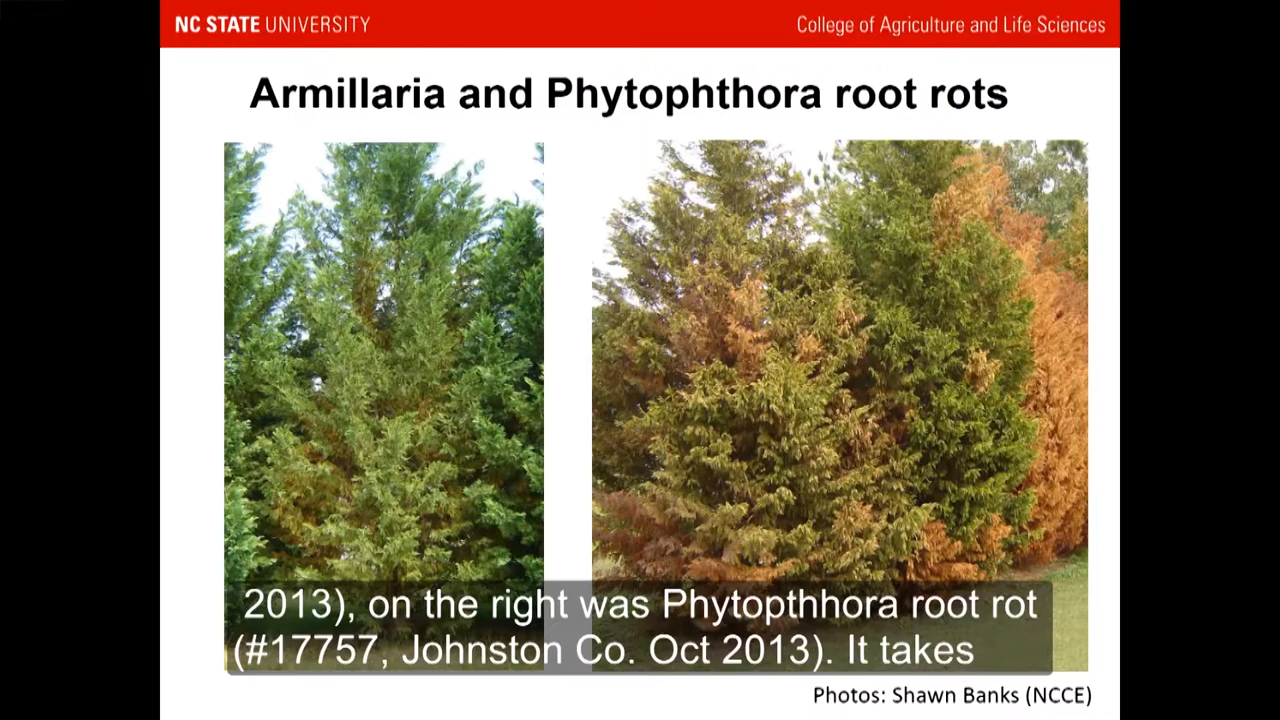 NC STATE UNIVERSITY
College of Agriculture and Life Sciences
Armillaria and Phytophthora root rots
2013), on the right was Phytopthhora root rot
(#17757, Johnston Co. Oct 2013). It takes
Photos: Shawn Banks (NCCE)